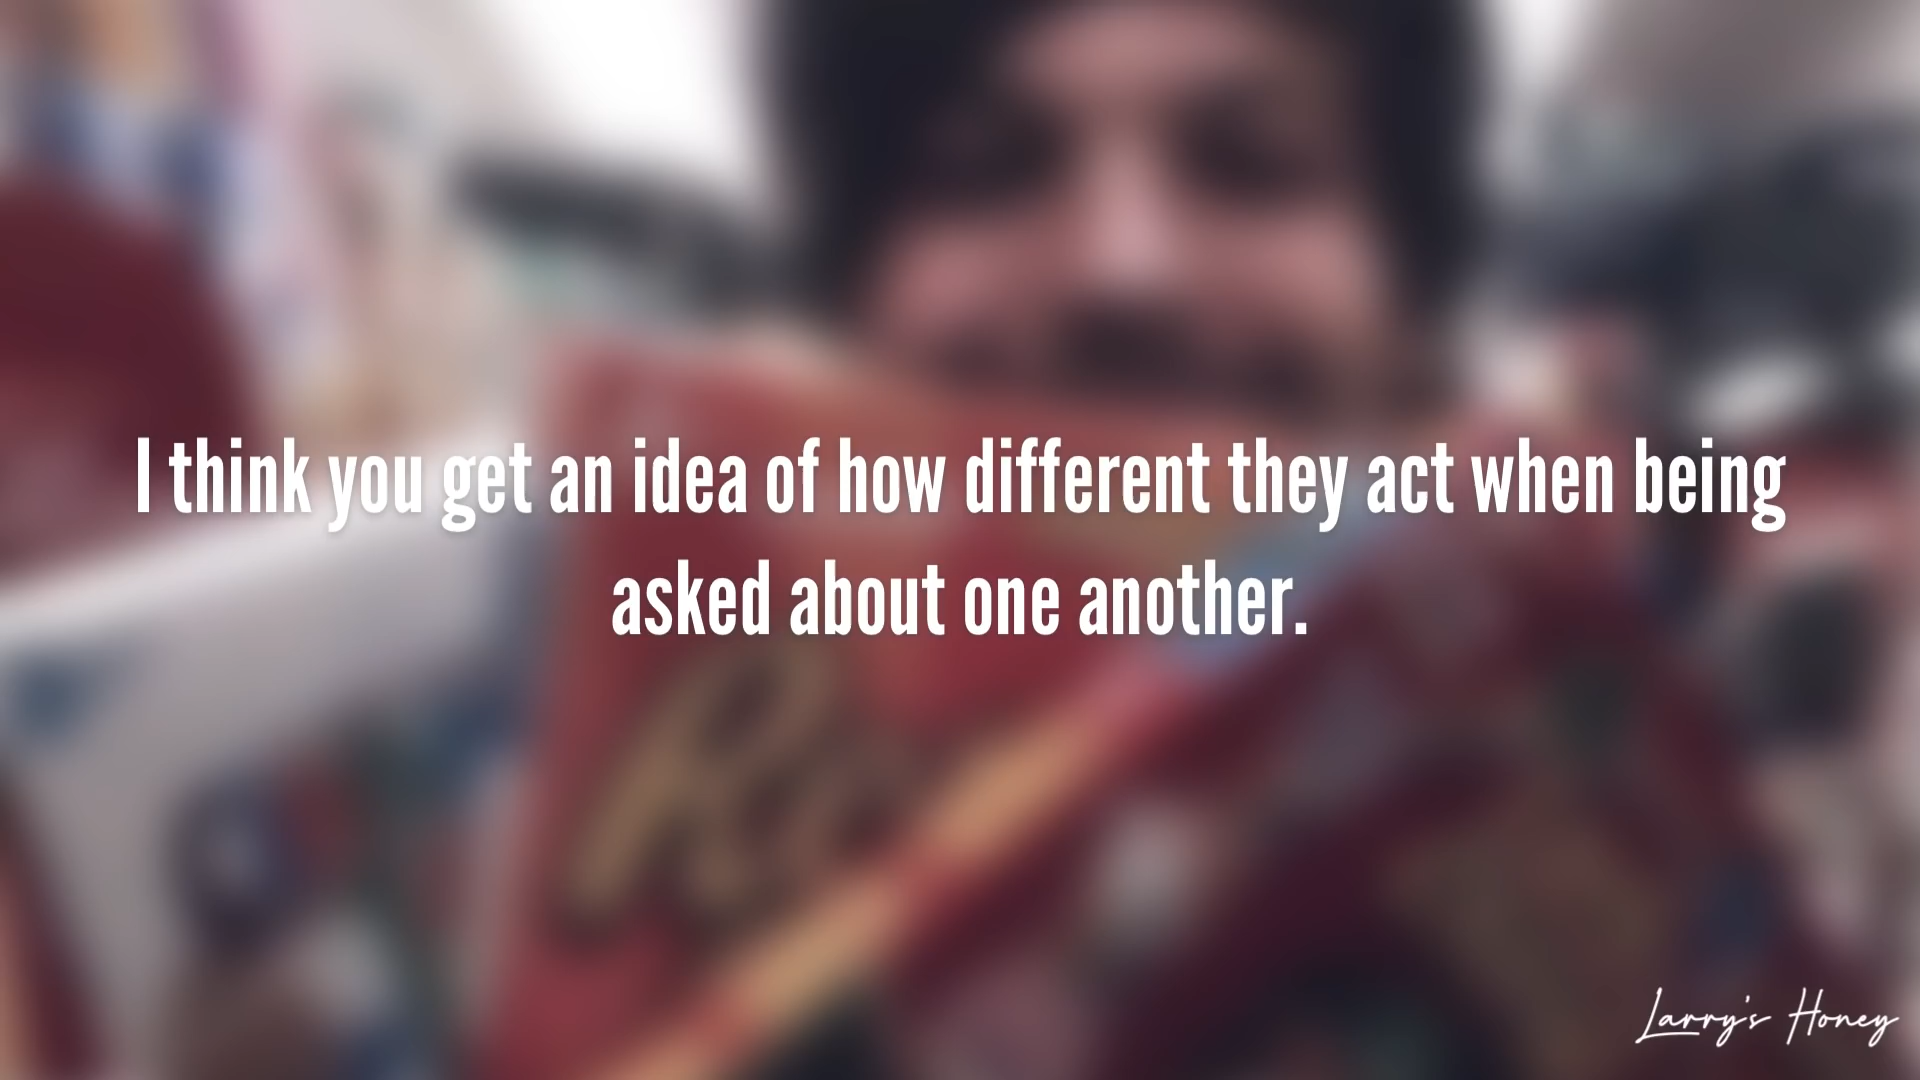 I think you get an idea of how different they act when being
asked about one another.
Larry's Honey